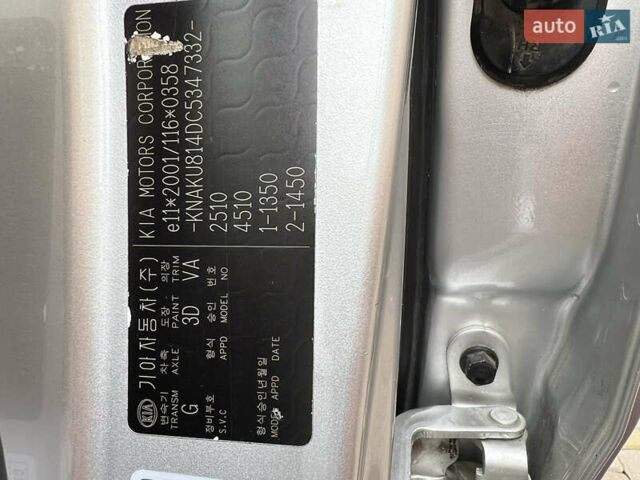 KIA 기아자동차(주) KIA MOTORS CORPORATION
변속기 차축 도장 의장 e11*2001/116*0358
TRANSM AXLE PAINT TRIM -KNAKU814DC5347332-
G 3D VA 2510
정비부호 형식 승인 번호 4510
S.V.C APPD MODEL NO 1-1350
형식승인년월일 2-1450
MODEL APPD DATE
auto RIA.com